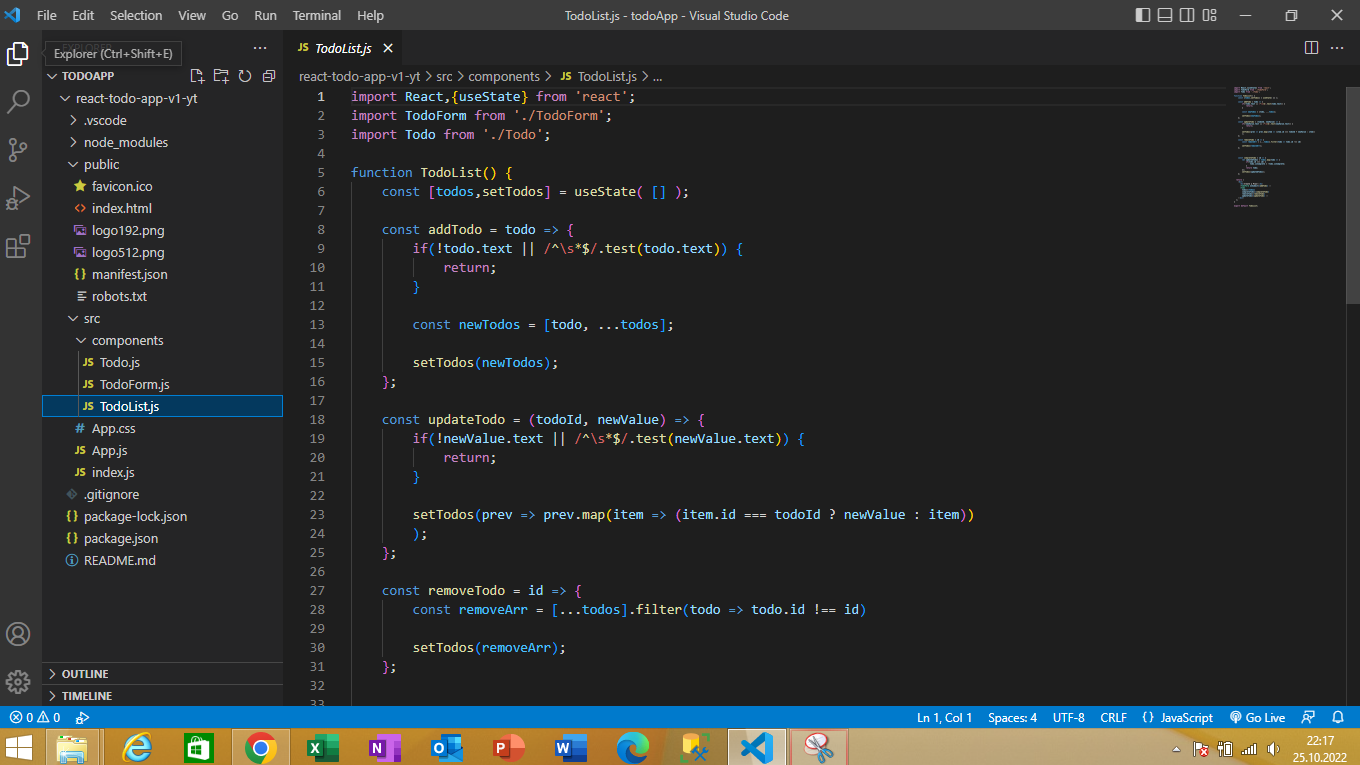 File Edit Selection View Go Run Terminal Help
TodoList.js - todoApp - Visual Studio Code
Explorer (Ctrl+Shift+E)
TODOAPP
react-todo-app-v1-yt
.vscode
node_modules
public
favicon.ico
index.html
logo192.png
logo512.png
manifest.json
robots.txt
src
components
JS Todo.js
JS TodoForm.js
JS TodoList.js
# App.css
JS App.js
JS index.js
.gitignore
{} package-lock.json
{} package.json
README.md
OUTLINE
TIMELINE
JS TodoList.js
react-todo-app-v1-yt > src > components > JS TodoList.js > ...
1 import React,{useState} from 'react';
2 import TodoForm from './TodoForm';
3 import Todo from './Todo';
4
5 function TodoList() {
6 const [todos,setTodos] = useState( [] );
7
8 const addTodo = todo => {
9 if(!todo.text || /^\s*$/.test(todo.text)) {
10 return;
11 }
12
13 const newTodos = [todo, ...todos];
14
15 setTodos(newTodos);
16 };
17
18 const updateTodo = (todoId, newValue) => {
19 if(!newValue.text || /^\s*$/.test(newValue.text)) {
20 return;
21 }
22
23 setTodos(prev => prev.map(item => (item.id === todoId ? newValue : item))
24 );
25 };
26
27 const removeTodo = id => {
28 const removeArr = [...todos].filter(todo => todo.id !== id)
29
30 setTodos(removeArr);
31 };
32
33
0 0
Ln 1, Col 1 Spaces: 4 UTF-8 CRLF {} JavaScript Go Live
22:17
25.10.2022